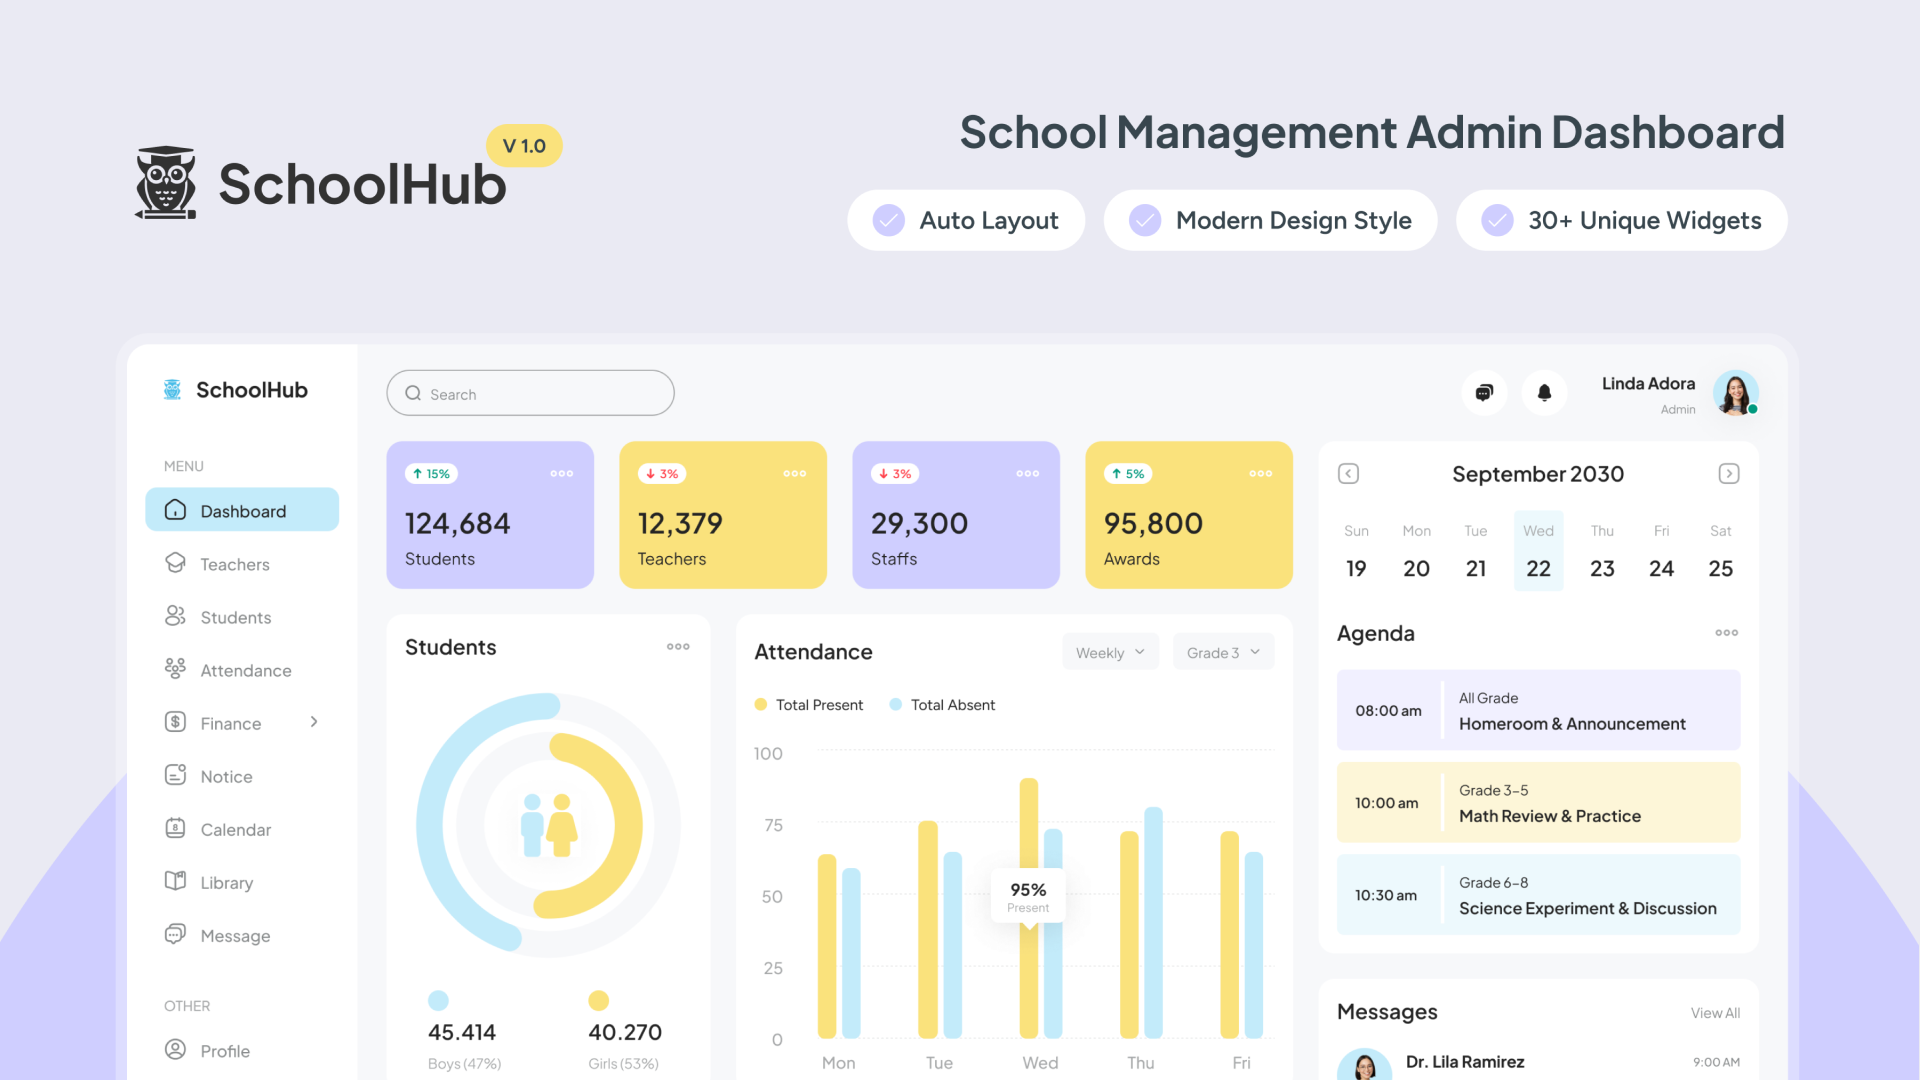 SchoolHub
V 1.0
School Management Admin Dashboard
Auto Layout
Modern Design Style
30+ Unique Widgets
SchoolHub
MENU
Dashboard
Teachers
Students
Attendance
Finance
Notice
Calendar
Library
Message
OTHER
Profile
Search
Linda Adora
Admin
15%
124,684
Students
3%
12,379
Teachers
3%
29,300
Staffs
5%
95,800
Awards
Students
45.414
Boys (47%)
40.270
Girls (53%)
Attendance
Weekly
Grade 3
Total Present
Total Absent
100
75
50
25
0
95%
Present
Mon Tue Wed Thu Fri
September 2030
Sun Mon Tue Wed Thu Fri Sat
19 20 21 22 23 24 25
Agenda
08:00 am
All Grade
Homeroom & Announcement
10:00 am
Grade 3-5
Math Review & Practice
10:30 am
Grade 6-8
Science Experiment & Discussion
Messages
View All
Dr. Lila Ramirez
9:00 AM